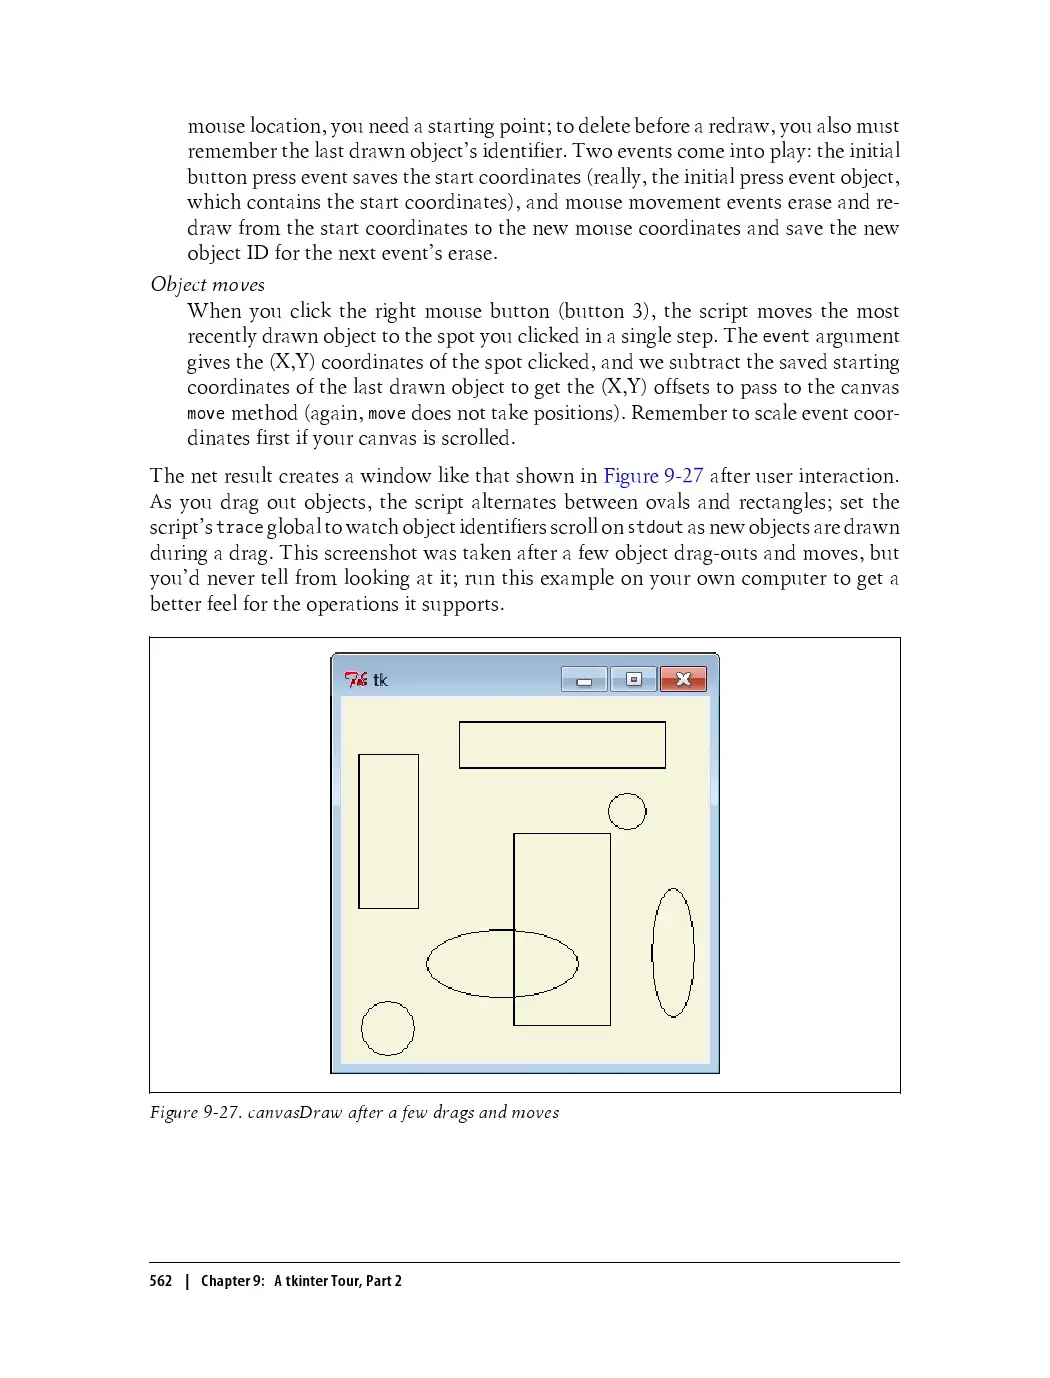 mouse location, you need a starting point; to delete before a redraw, you also must
remember the last drawn object’s identifier. Two events come into play: the initial
button press event saves the start coordinates (really, the initial press event object,
which contains the start coordinates), and mouse movement events erase and re-
draw from the start coordinates to the new mouse coordinates and save the new
object ID for the next event’s erase.
Object moves
When you click the right mouse button (button 3), the script moves the most
recently drawn object to the spot you clicked in a single step. The event argument
gives the (X,Y) coordinates of the spot clicked, and we subtract the saved starting
coordinates of the last drawn object to get the (X,Y) offsets to pass to the canvas
move method (again, move does not take positions). Remember to scale event coor-
dinates first if your canvas is scrolled.
The net result creates a window like that shown in Figure 9-27 after user interaction.
As you drag out objects, the script alternates between ovals and rectangles; set the
script’s trace global to watch object identifiers scroll on stdout as new objects are drawn
during a drag. This screenshot was taken after a few object drag-outs and moves, but
you’d never tell from looking at it; run this example on your own computer to get a
better feel for the operations it supports.
Tk tk
Figure 9-27. canvasDraw after a few drags and moves
562 | Chapter 9: A tkinter Tour, Part 2